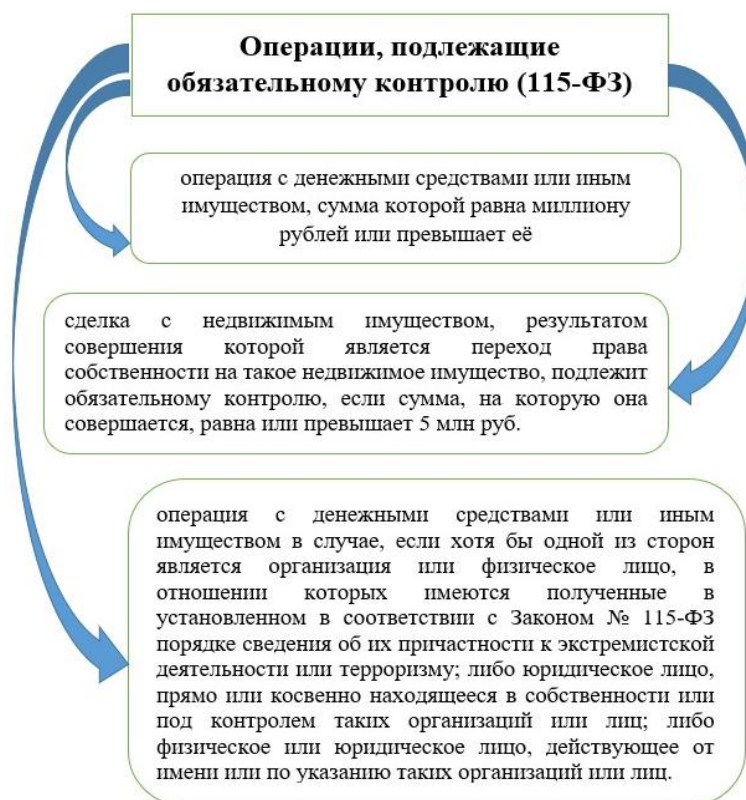 Операции, подлежащие
обязательному контролю (115-ФЗ)
операция с денежными средствами или иным
имуществом, сумма которой равна миллиону
рублей или превышает её
сделка с недвижимым имуществом, результатом
совершения которой является переход права
собственности на такое недвижимое имущество, подлежит
обязательному контролю, если сумма, на которую она
совершается, равна или превышает 5 млн руб.
операция с денежными средствами или иным
имуществом в случае, если хотя бы одной из сторон
является организация или физическое лицо, в
отношении которых имеются полученные в
установленном в соответствии с Законом № 115-ФЗ
порядке сведения об их причастности к экстремистской
деятельности или терроризму; либо юридическое лицо,
прямо или косвенно находящееся в собственности или
под контролем таких организаций или лиц; либо
физическое или юридическое лицо, действующее от
имени или по указанию таких организаций или лиц.